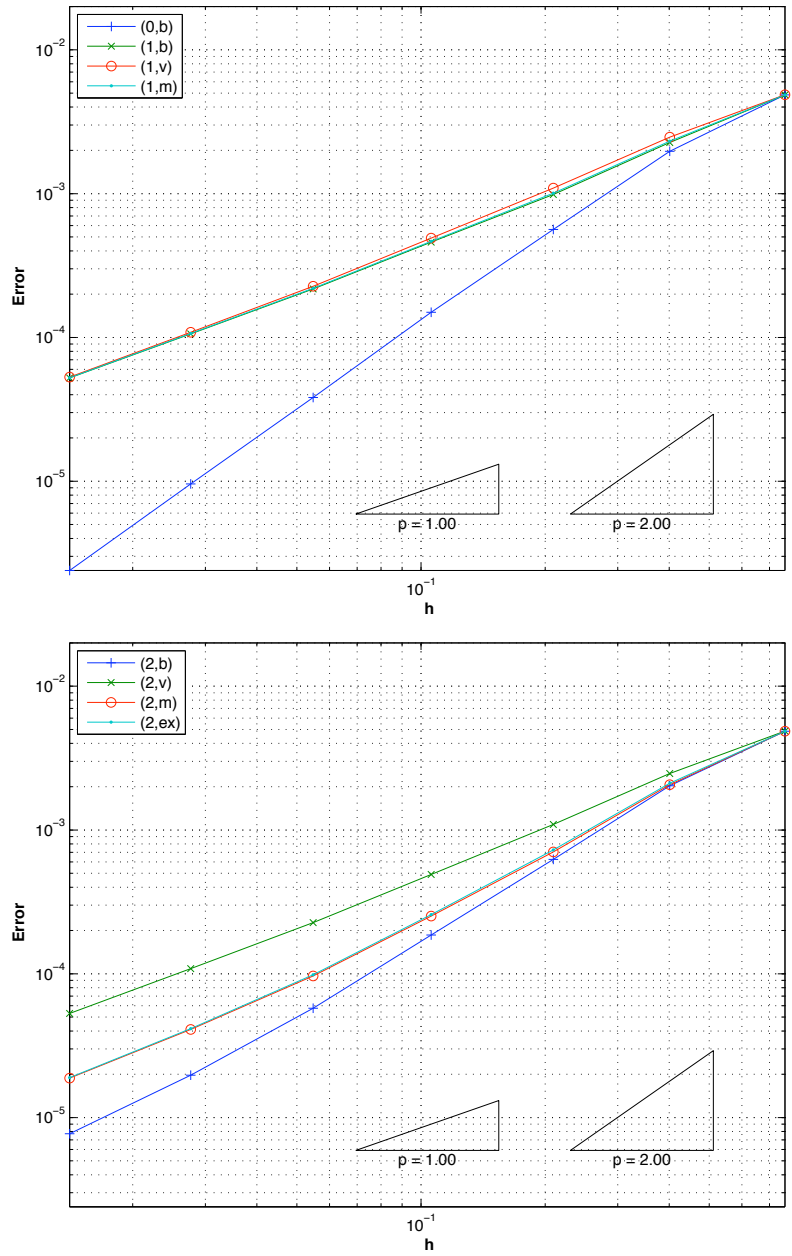 (0,b)
(1,b)
(1,v)
(1,m)
10⁻²
10⁻³
10⁻⁴
10⁻⁵
Error
p = 1.00
p = 2.00
10⁻¹
h
(2,b)
(2,v)
(2,m)
(2,ex)
10⁻²
10⁻³
10⁻⁴
10⁻⁵
Error
p = 1.00
p = 2.00
10⁻¹
h